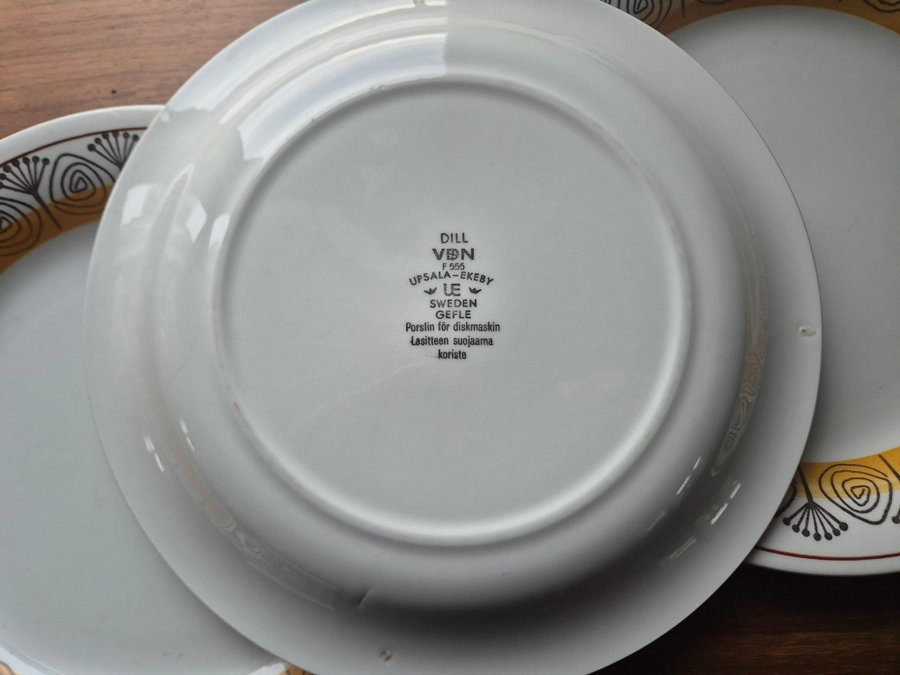 DILL
VDN
F 555
UPSALA-EKEBY
UE
SWEDEN
GEFLE
Porslin för diskmaskin
Lasitteen suojaama
koriste